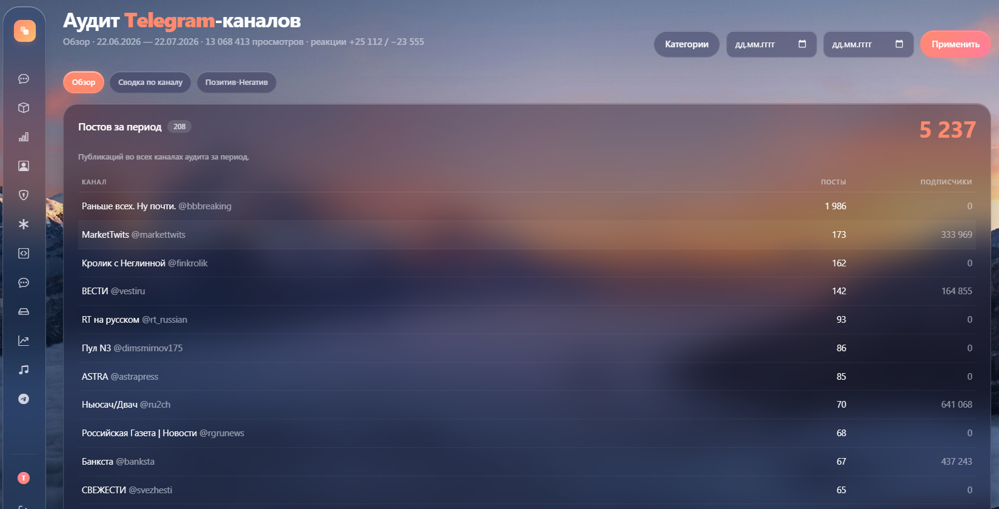 Аудит Telegram-каналов
Обзор · 22.06.2026 — 22.07.2026 · 13 068 413 просмотров · реакции +25 112 / −23 555
Категории дд.мм.гггг дд.мм.гггг Применить
Обзор Сводка по каналу Позитив-Негатив
Постов за период 208 5 237
Публикаций во всех каналах аудита за период.
КАНАЛ ПОСТЫ ПОДПИСЧИКИ
Раньше всех. Ну почти. @bbbreaking 1 986 0
MarketTwits @markettwits 173 333 969
Кролик с Неглинной @finkrolik 162 0
ВЕСТИ @vestiru 142 164 855
RT на русском @rt_russian 93 0
Пул N3 @dimsmirnov175 86 0
ASTRA @astrapress 85 0
Ньюсач/Двач @ru2ch 70 641 068
Российская Газета | Новости @rgrunews 68 0
Банкста @banksta 67 437 243
Т
СВЕЖЕСТИ @svezhesti 65 0